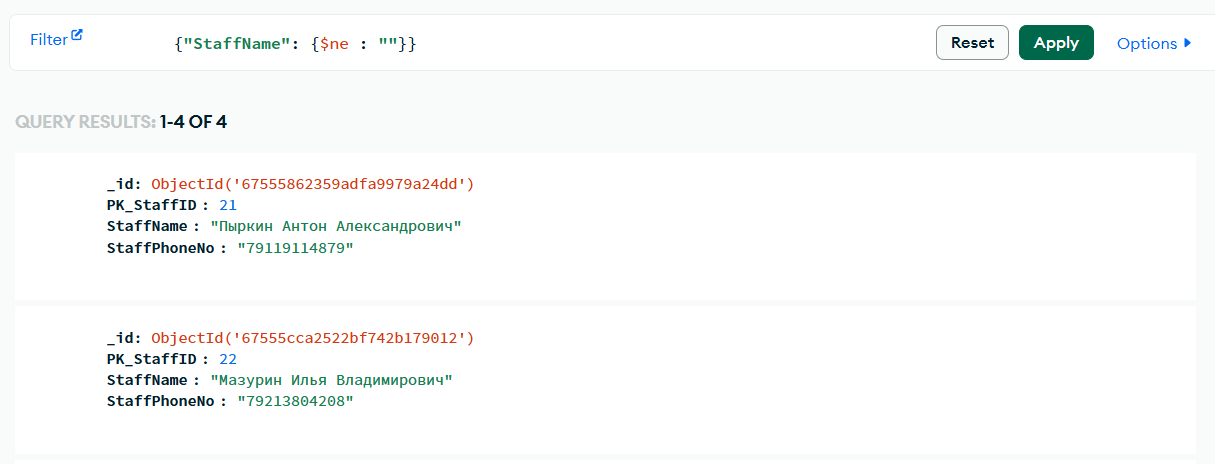 Filter {"StaffName": {$ne : ""}} Reset Apply Options
QUERY RESULTS: 1-4 OF 4
_id: ObjectId('67555862359adfa9979a24dd')
PK_StaffID : 21
StaffName : "Пыркин Антон Александрович"
StaffPhoneNo : "79119114879"
_id: ObjectId('67555cca2522bf742b179012')
PK_StaffID : 22
StaffName : "Мазурин Илья Владимирович"
StaffPhoneNo : "79213804208"